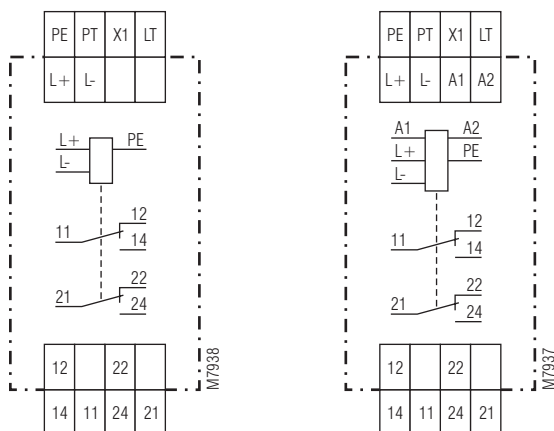 PE PT X1 LT
L+ L-
L+ PE
L-
12
11 14
22
21 24
12 22
14 11 24 21
M7938
PE PT X1 LT
L+ L- A1 A2
A1 A2
L+ PE
L-
12
11 14
22
21 24
12 22
14 11 24 21
M7937